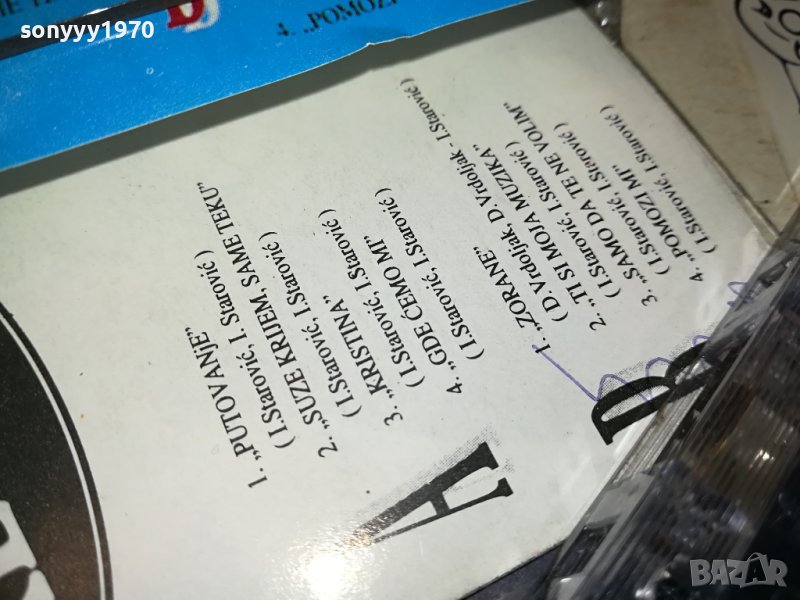 sonyyy1970
4. „POMOZI
A
1. „PUTOVANjE"
( I.Starović, I. Starović )
2. „SUZE KRIJEM SAME TEKU"
( I.Starović, I.Starović )
3. „KRISTINA"
( I.Starović, I.Starović )
4. „GDE ĆEMO MI"
( I.Starović, I.Starović )
B
1. „ZORANE"
( D. Vrdoljak, D. Vrdoljak - I.Starović )
2. „TI SI MOJA MUZIKA"
( I.Starović, I.Starović )
3. „SAMO DA TE NE VOLIM"
( I.Starović, I.Starović )
4. „POMOZI MI"
( I.Starović, I.Starović )
BAZAR